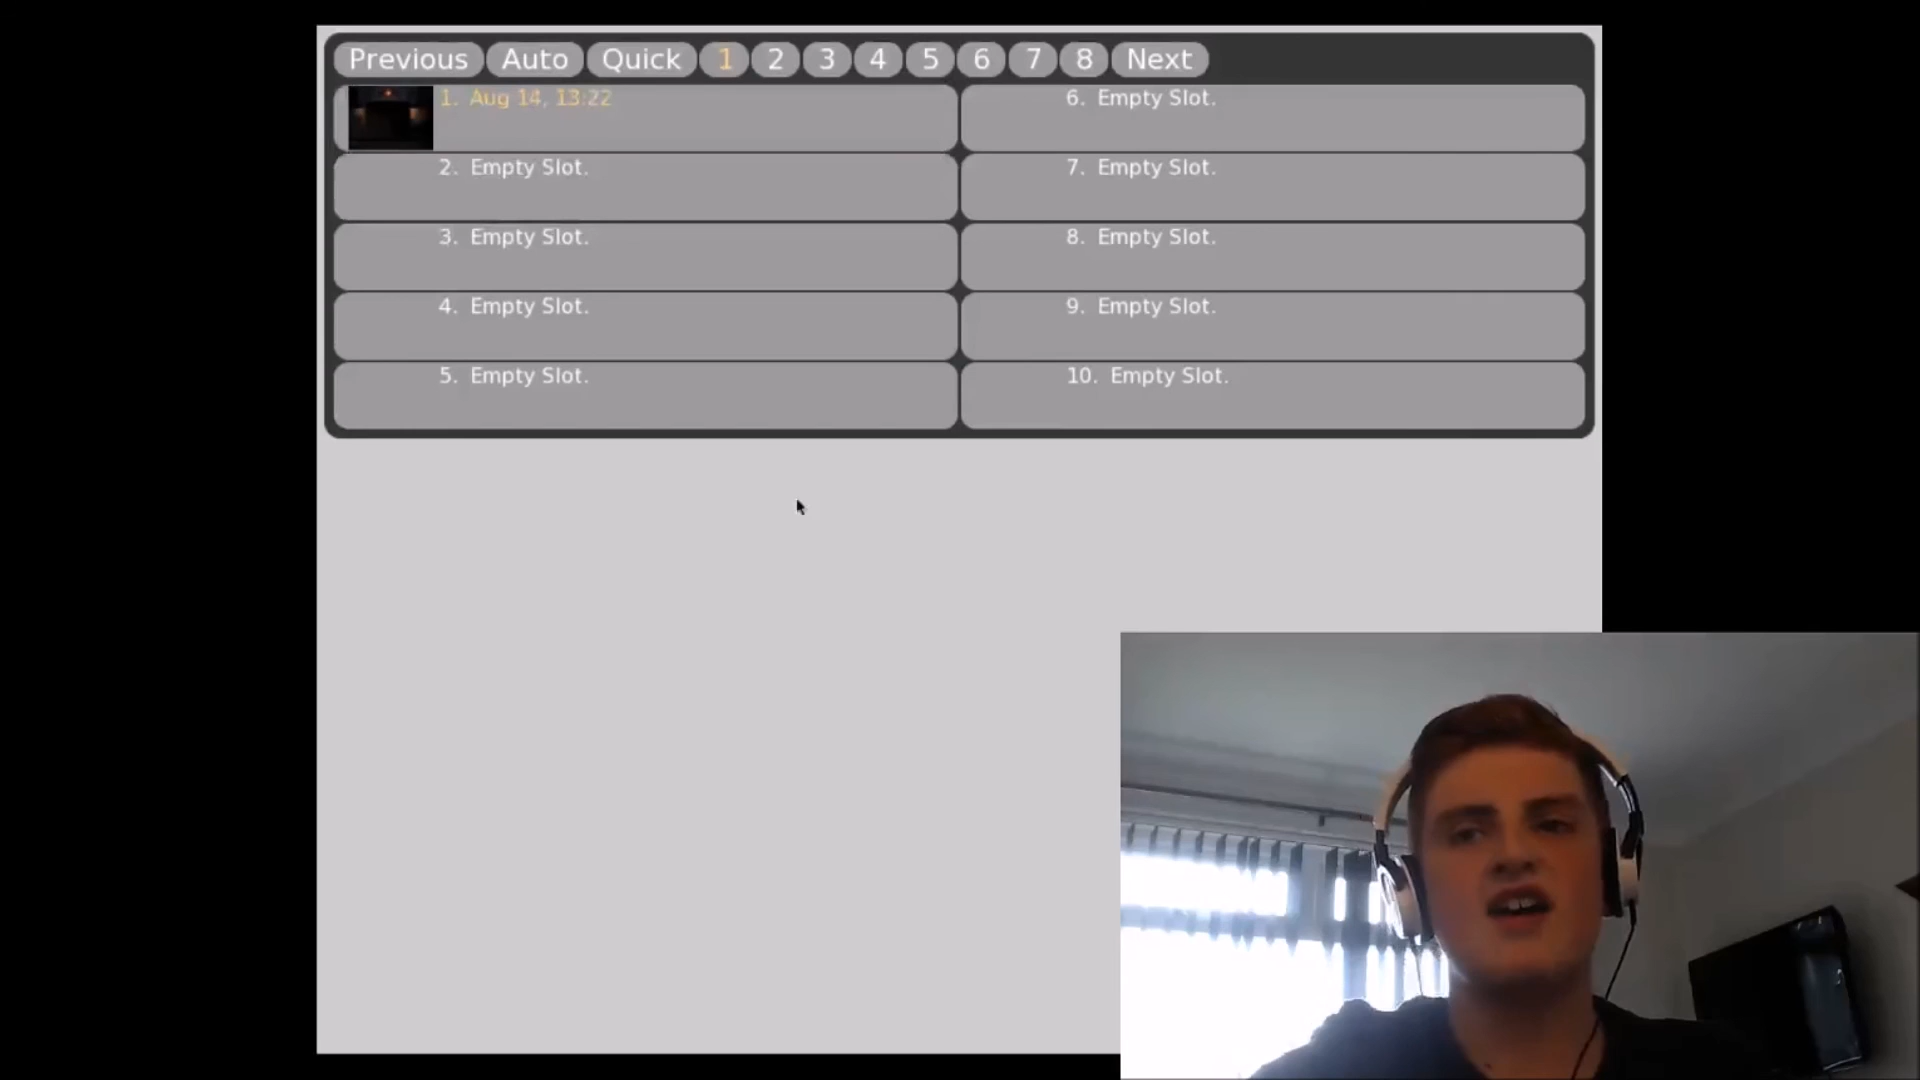 Previous Auto Quick 1 2 3 4 5 6 7 8 Next
1. Aug 14, 13:22
2. Empty Slot.
3. Empty Slot.
4. Empty Slot.
5. Empty Slot.
6. Empty Slot.
7. Empty Slot.
8. Empty Slot.
9. Empty Slot.
10. Empty Slot.